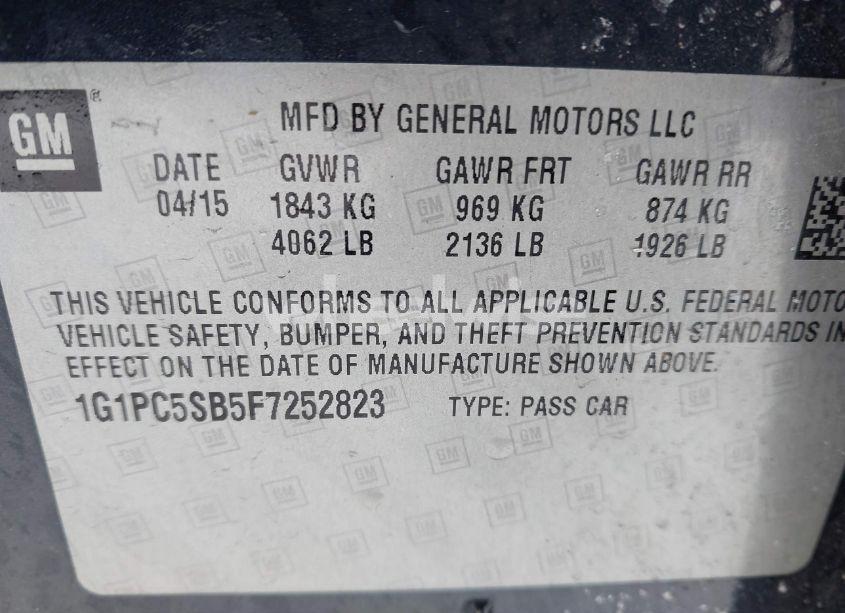 GM
MFD BY GENERAL MOTORS LLC
DATE GVWR GAWR FRT GAWR RR
04/15 1843 KG 969 KG 874 KG
4062 LB 2136 LB 1926 LB
THIS VEHICLE CONFORMS TO ALL APPLICABLE U.S. FEDERAL MOTO
VEHICLE SAFETY, BUMPER, AND THEFT PREVENTION STANDARDS IN
EFFECT ON THE DATE OF MANUFACTURE SHOWN ABOVE.
1G1PC5SB5F7252823 TYPE: PASS CAR